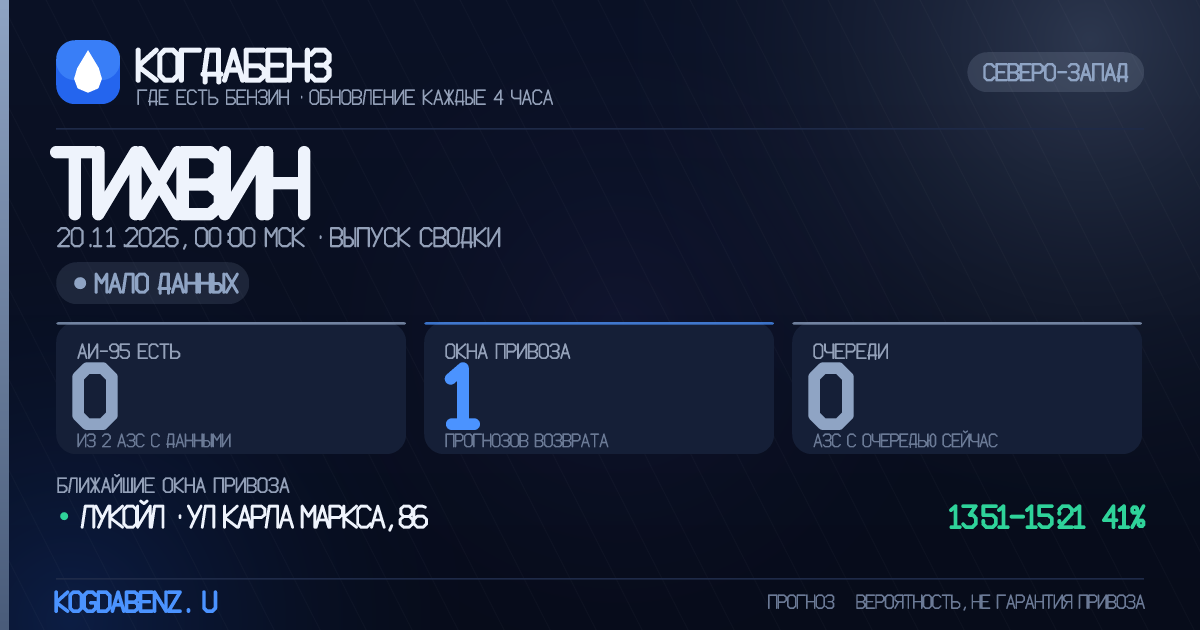 КОГДАБЕНЗ
ГДЕ ЕСТЬ БЕНЗИН · ОБНОВЛЕНИЕ КАЖДЫЕ 4 ЧАСА
СЕВЕРО-ЗАПАД
ТИХВИН
20.11.2026, 00:00 МСК · ВЫПУСК СВОДКИ
МАЛО ДАННЫХ
АИ-95 ЕСТЬ
0
ИЗ 2 АЗС С ДАННЫМИ
ОКНА ПРИВОЗА
1
ПРОГНОЗОВ ВОЗВРАТА
ОЧЕРЕДИ
0
АЗС С ОЧЕРЕДЬЮ СЕЙЧАС
БЛИЖАЙШИЕ ОКНА ПРИВОЗА
• ЛУКОЙЛ · УЛ КАРЛА МАРКСА, 86
13:51-15:21 41%
KOGDABENZ. U
ПРОГНОЗ ВЕРОЯТНОСТЬ, НЕ ГАРАНТИЯ ПРИВОЗА